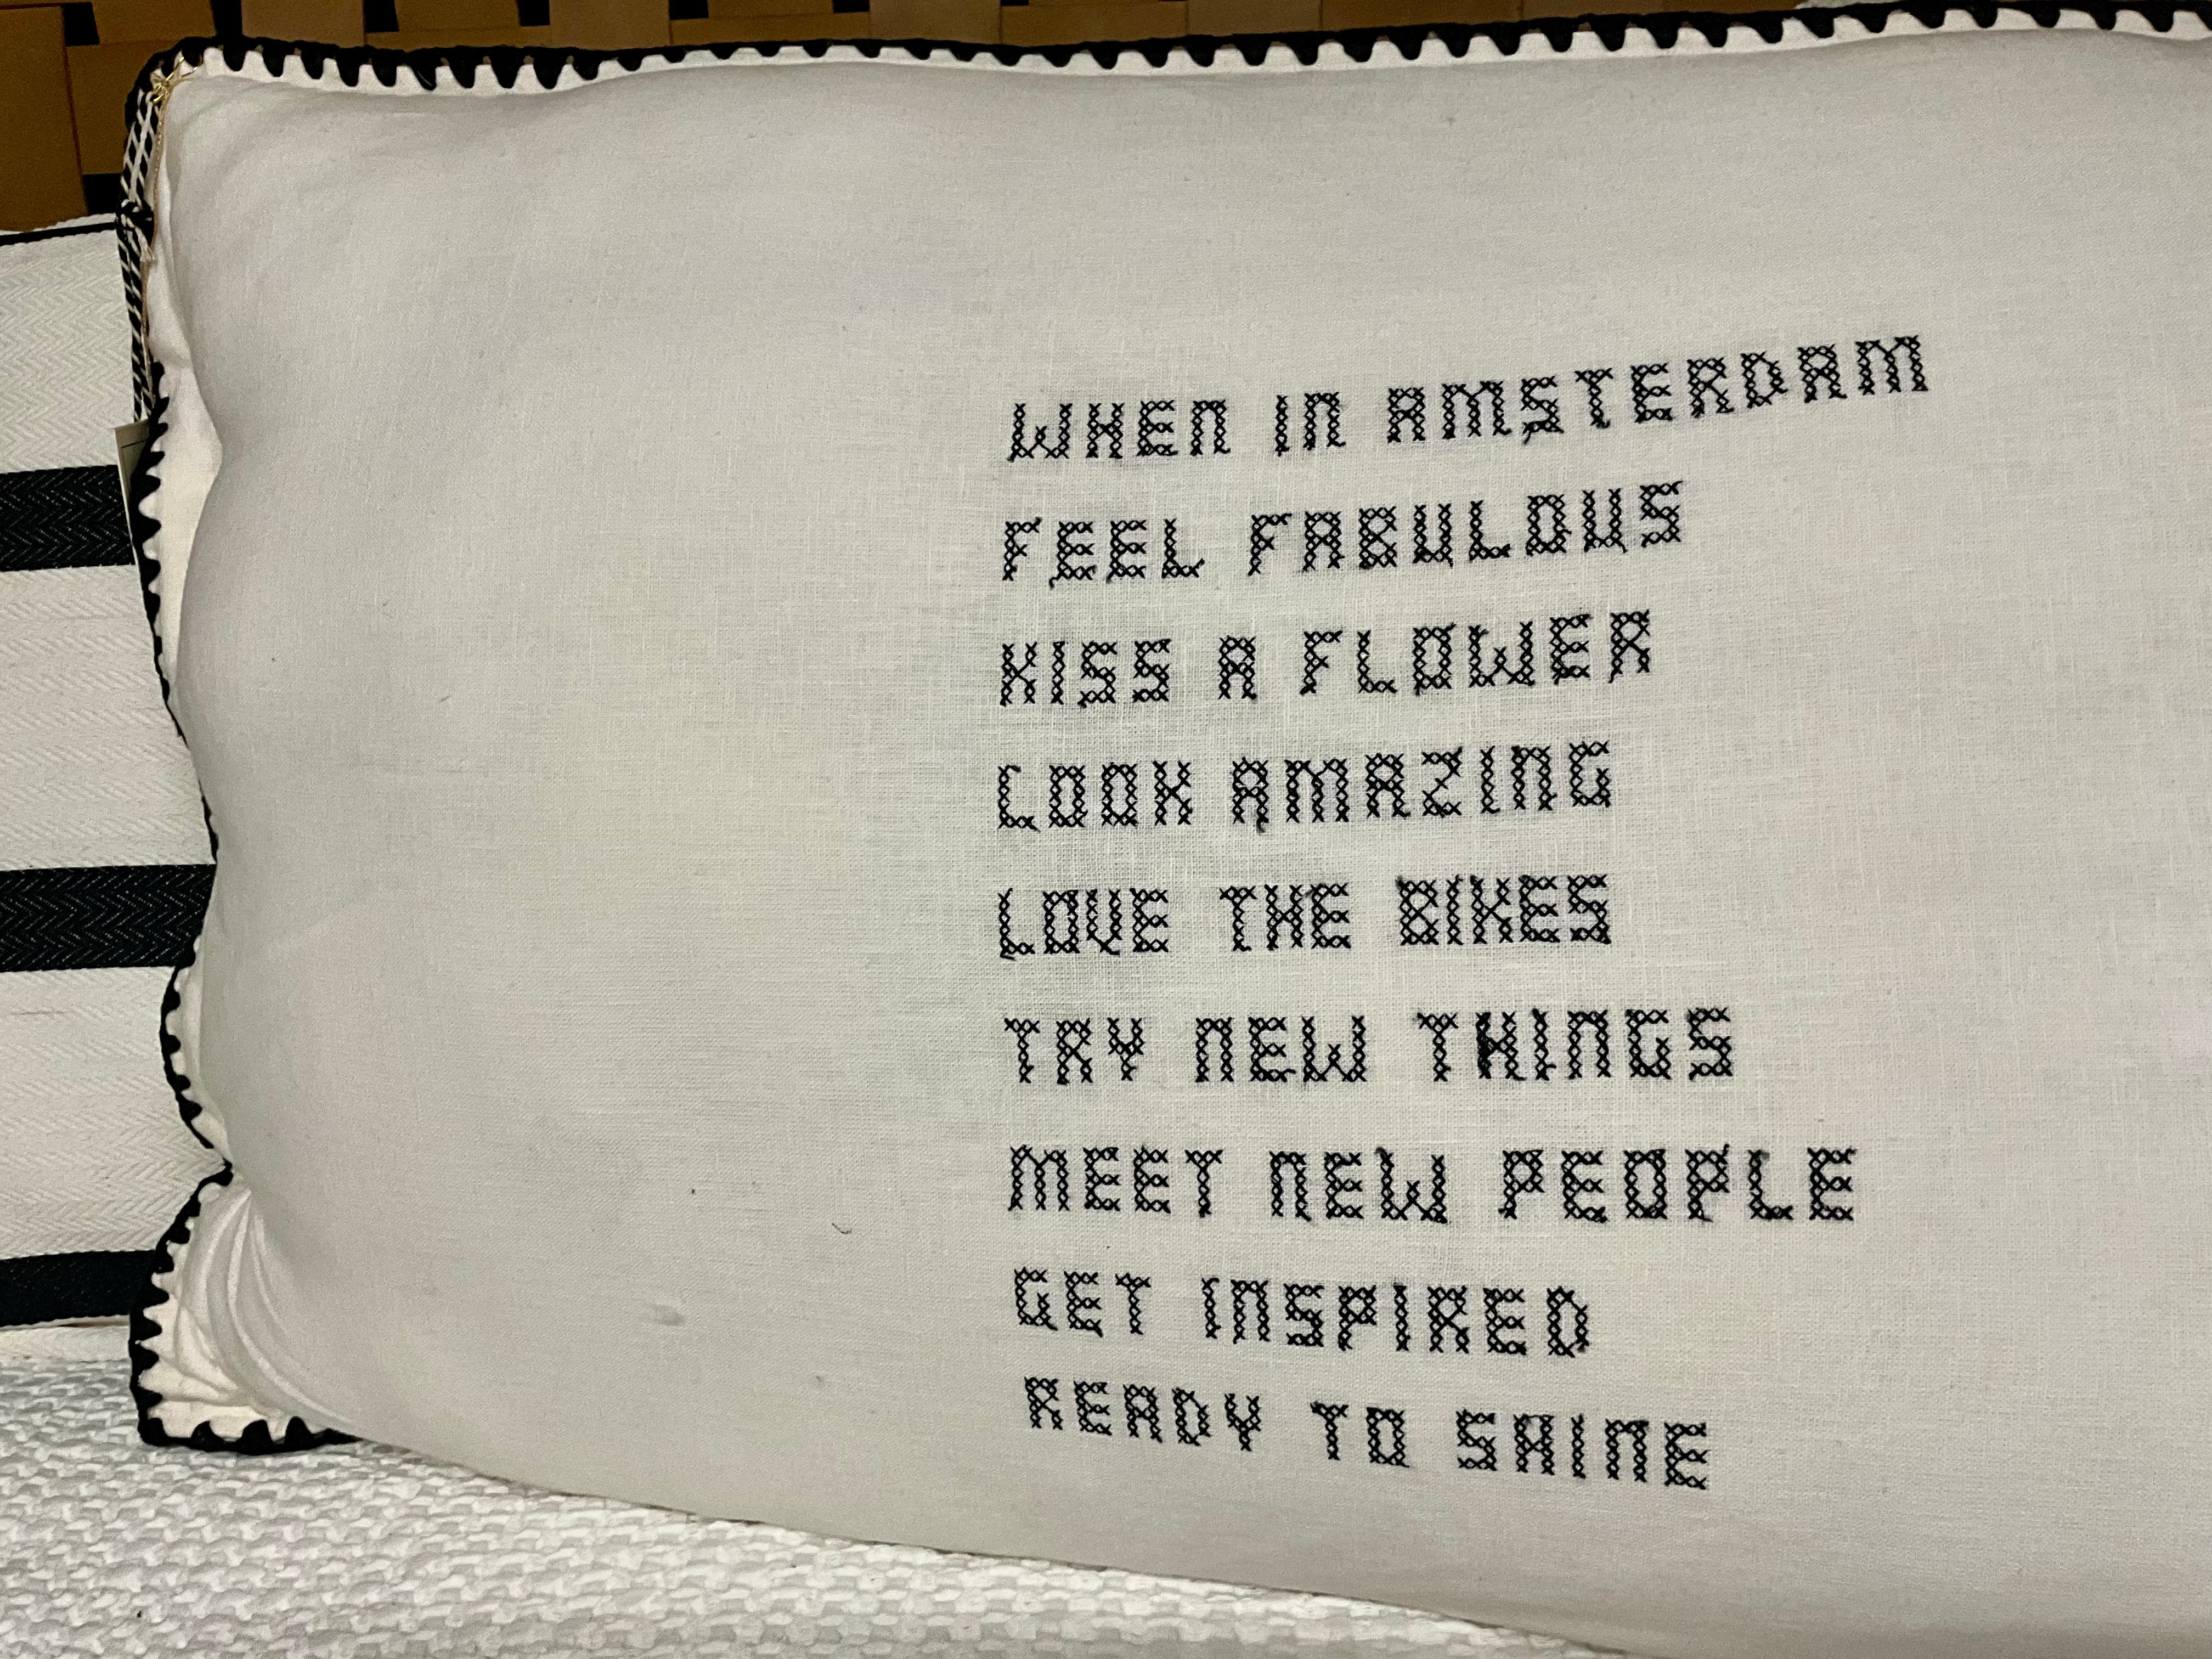 WHEN IN AMSTERDAM
FEEL FABULOUS
KISS A FLOWER
LOOK AMAZING
LOVE THE BIKES
TRY NEW THINGS
MEET NEW PEOPLE
GET INSPIRED
READY TO SHINE